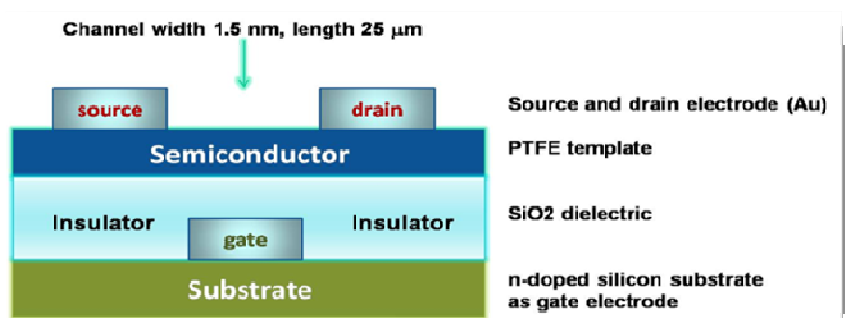 Channel width 1.5 nm, length 25 μm
source
drain
Source and drain electrode (Au)
Semiconductor
PTFE template
Insulator
gate
Insulator
SiO2 dielectric
Substrate
n-doped silicon substrate
as gate electrode